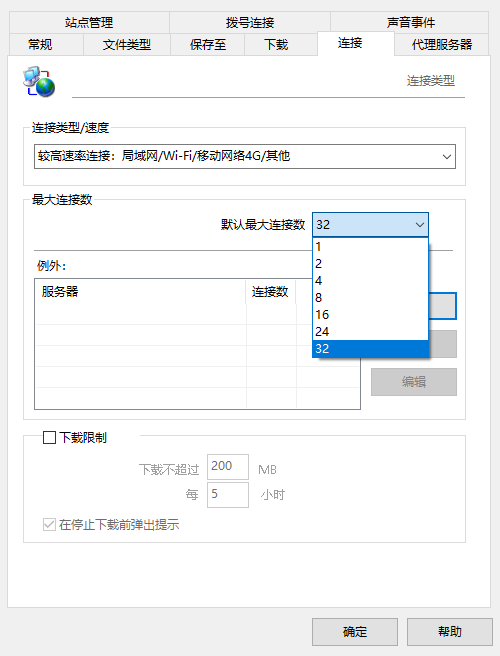 站点管理 拨号连接 声音事件
常规 文件类型 保存至 下载 连接 代理服务器
连接类型
连接类型/速度
较高速率连接：局域网/Wi-Fi/移动网络4G/其他
最大连接数
默认最大连接数 32
1
2
4
8
16
24
32
例外：
服务器 连接数
编辑
下载限制
下载不超过 200 MB
每 5 小时
在停止下载前弹出提示
确定 帮助